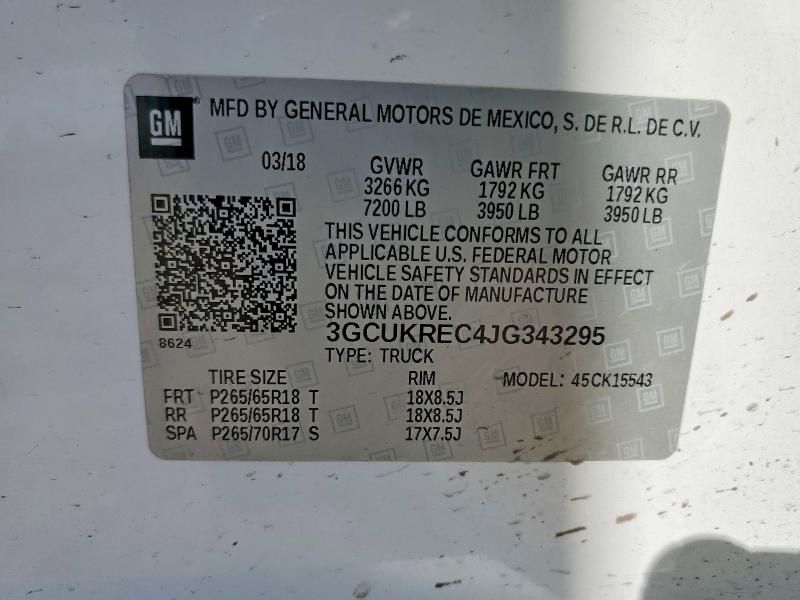 GM ® MFD BY GENERAL MOTORS DE MEXICO, S. DE R.L. DE C.V.
03/18 GVWR GAWR FRT GAWR RR
3266 KG 1792 KG 1792 KG
7200 LB 3950 LB 3950 LB
THIS VEHICLE CONFORMS TO ALL
APPLICABLE U.S. FEDERAL MOTOR
VEHICLE SAFETY STANDARDS IN EFFECT
ON THE DATE OF MANUFACTURE
SHOWN ABOVE.
8624
3GCUKREC4JG343295
TYPE: TRUCK
TIRE SIZE RIM MODEL: 45CK15543
FRT P265/65R18 T 18X8.5J
RR P265/65R18 T 18X8.5J
SPA P265/70R17 S 17X7.5J